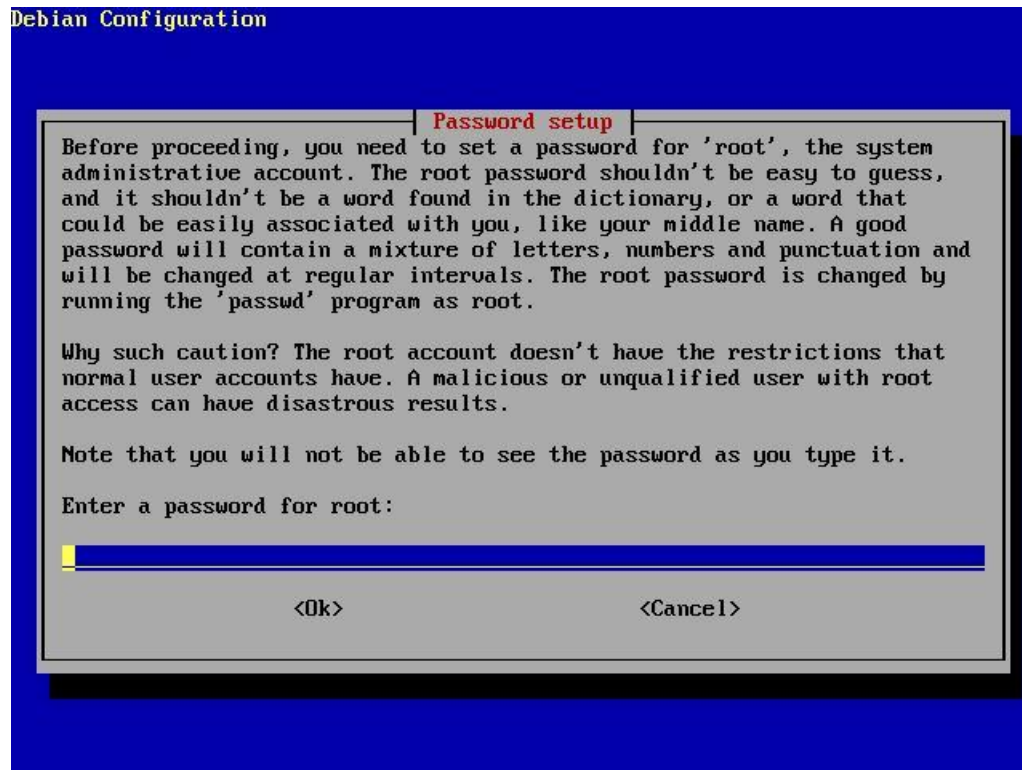 Debian Configuration
Password setup
Before proceeding, you need to set a password for 'root', the system
administrative account. The root password shouldn't be easy to guess,
and it shouldn't be a word found in the dictionary, or a word that
could be easily associated with you, like your middle name. A good
password will contain a mixture of letters, numbers and punctuation and
will be changed at regular intervals. The root password is changed by
running the 'passwd' program as root.
Why such caution? The root account doesn't have the restrictions that
normal user accounts have. A malicious or unqualified user with root
access can have disastrous results.
Note that you will not be able to see the password as you type it.
Enter a password for root:
<Ok> <Cancel>